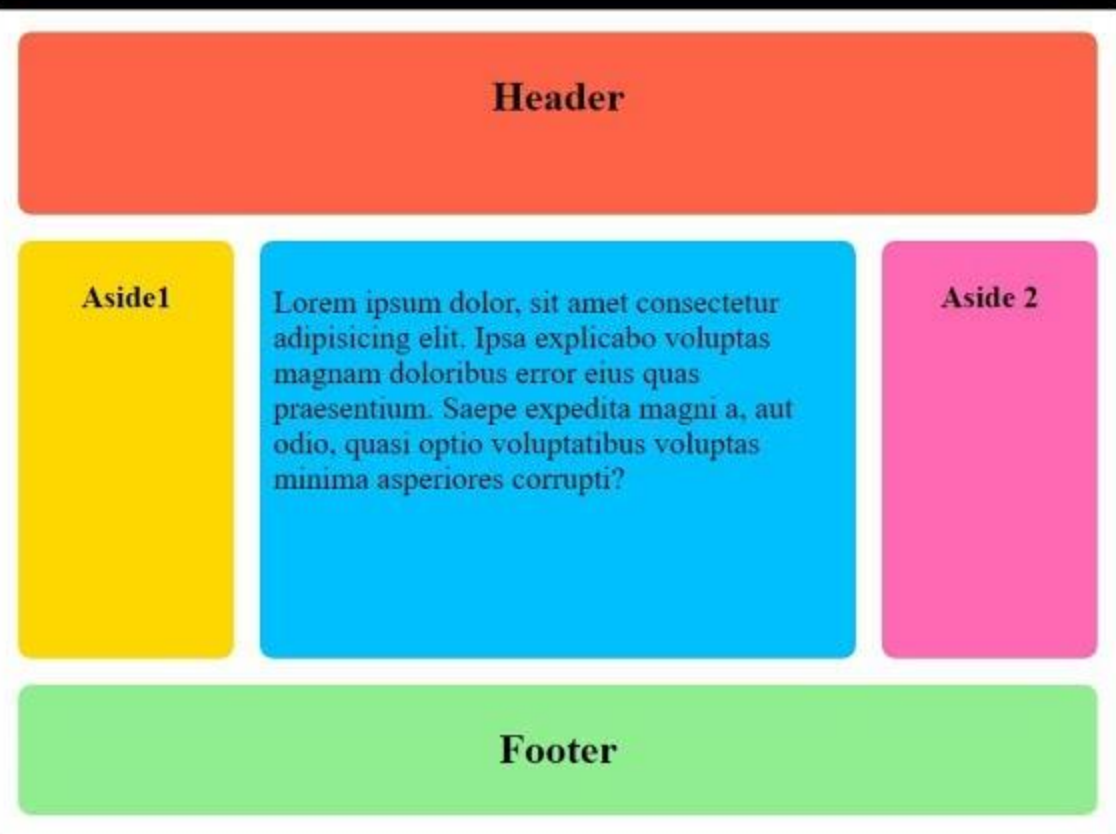 Header
Aside1
Lorem ipsum dolor, sit amet consectetur
adipisicing elit. Ipsa explicabo voluptas
magnam doloribus error eius quas
praesentium. Saepe expedita magni a, aut
odio, quasi optio voluptatibus voluptas
minima asperiores corrupti?
Aside 2
Footer